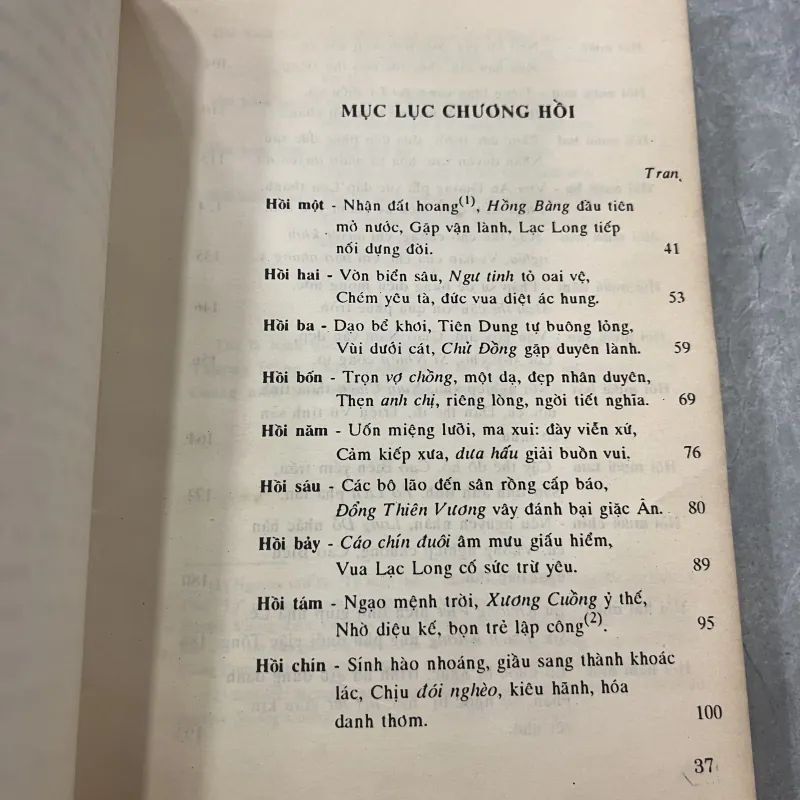 MỤC LỤC CHƯƠNG HỒI
Tran
Hồi một - Nhận đất hoang(1), Hồng Bàng đầu tiên
mở nước, Gặp vận lành, Lạc Long tiếp
nối dựng đời. 41
Hồi hai - Vờn biển sâu, Ngư tinh tỏ oai vệ,
Chém yêu tà, đức vua diệt ác hung. 53
Hồi ba - Dạo bể khơi, Tiên Dung tự buông lỏng,
Vùi dưới cát, Chử Đồng gặp duyên lành. 59
Hồi bốn - Trọn vợ chồng, một dạ, đẹp nhân duyên,
Thẹn anh chị, riêng lòng, ngời tiết nghĩa. 69
Hồi năm - Uốn miệng lưỡi, ma xui: đày viễn xứ,
Cảm kiếp xưa, dưa hấu giải buồn vui. 76
Hồi sáu - Các bô lão đến sân rồng cấp báo,
Đổng Thiên Vương vây đánh bại giặc Ân. 80
Hồi bảy - Cáo chín đuôi âm mưu giấu hiểm,
Vua Lạc Long cố sức trừ yêu. 89
Hồi tám - Ngạo mệnh trời, Xương Cuồng ỷ thế,
Nhờ diệu kế, bọn trẻ lập công(2). 95
Hồi chín - Sính hào nhoáng, giầu sang thành khoác
lác, Chịu đói nghèo, kiêu hãnh, hóa
danh thơm. 100
37